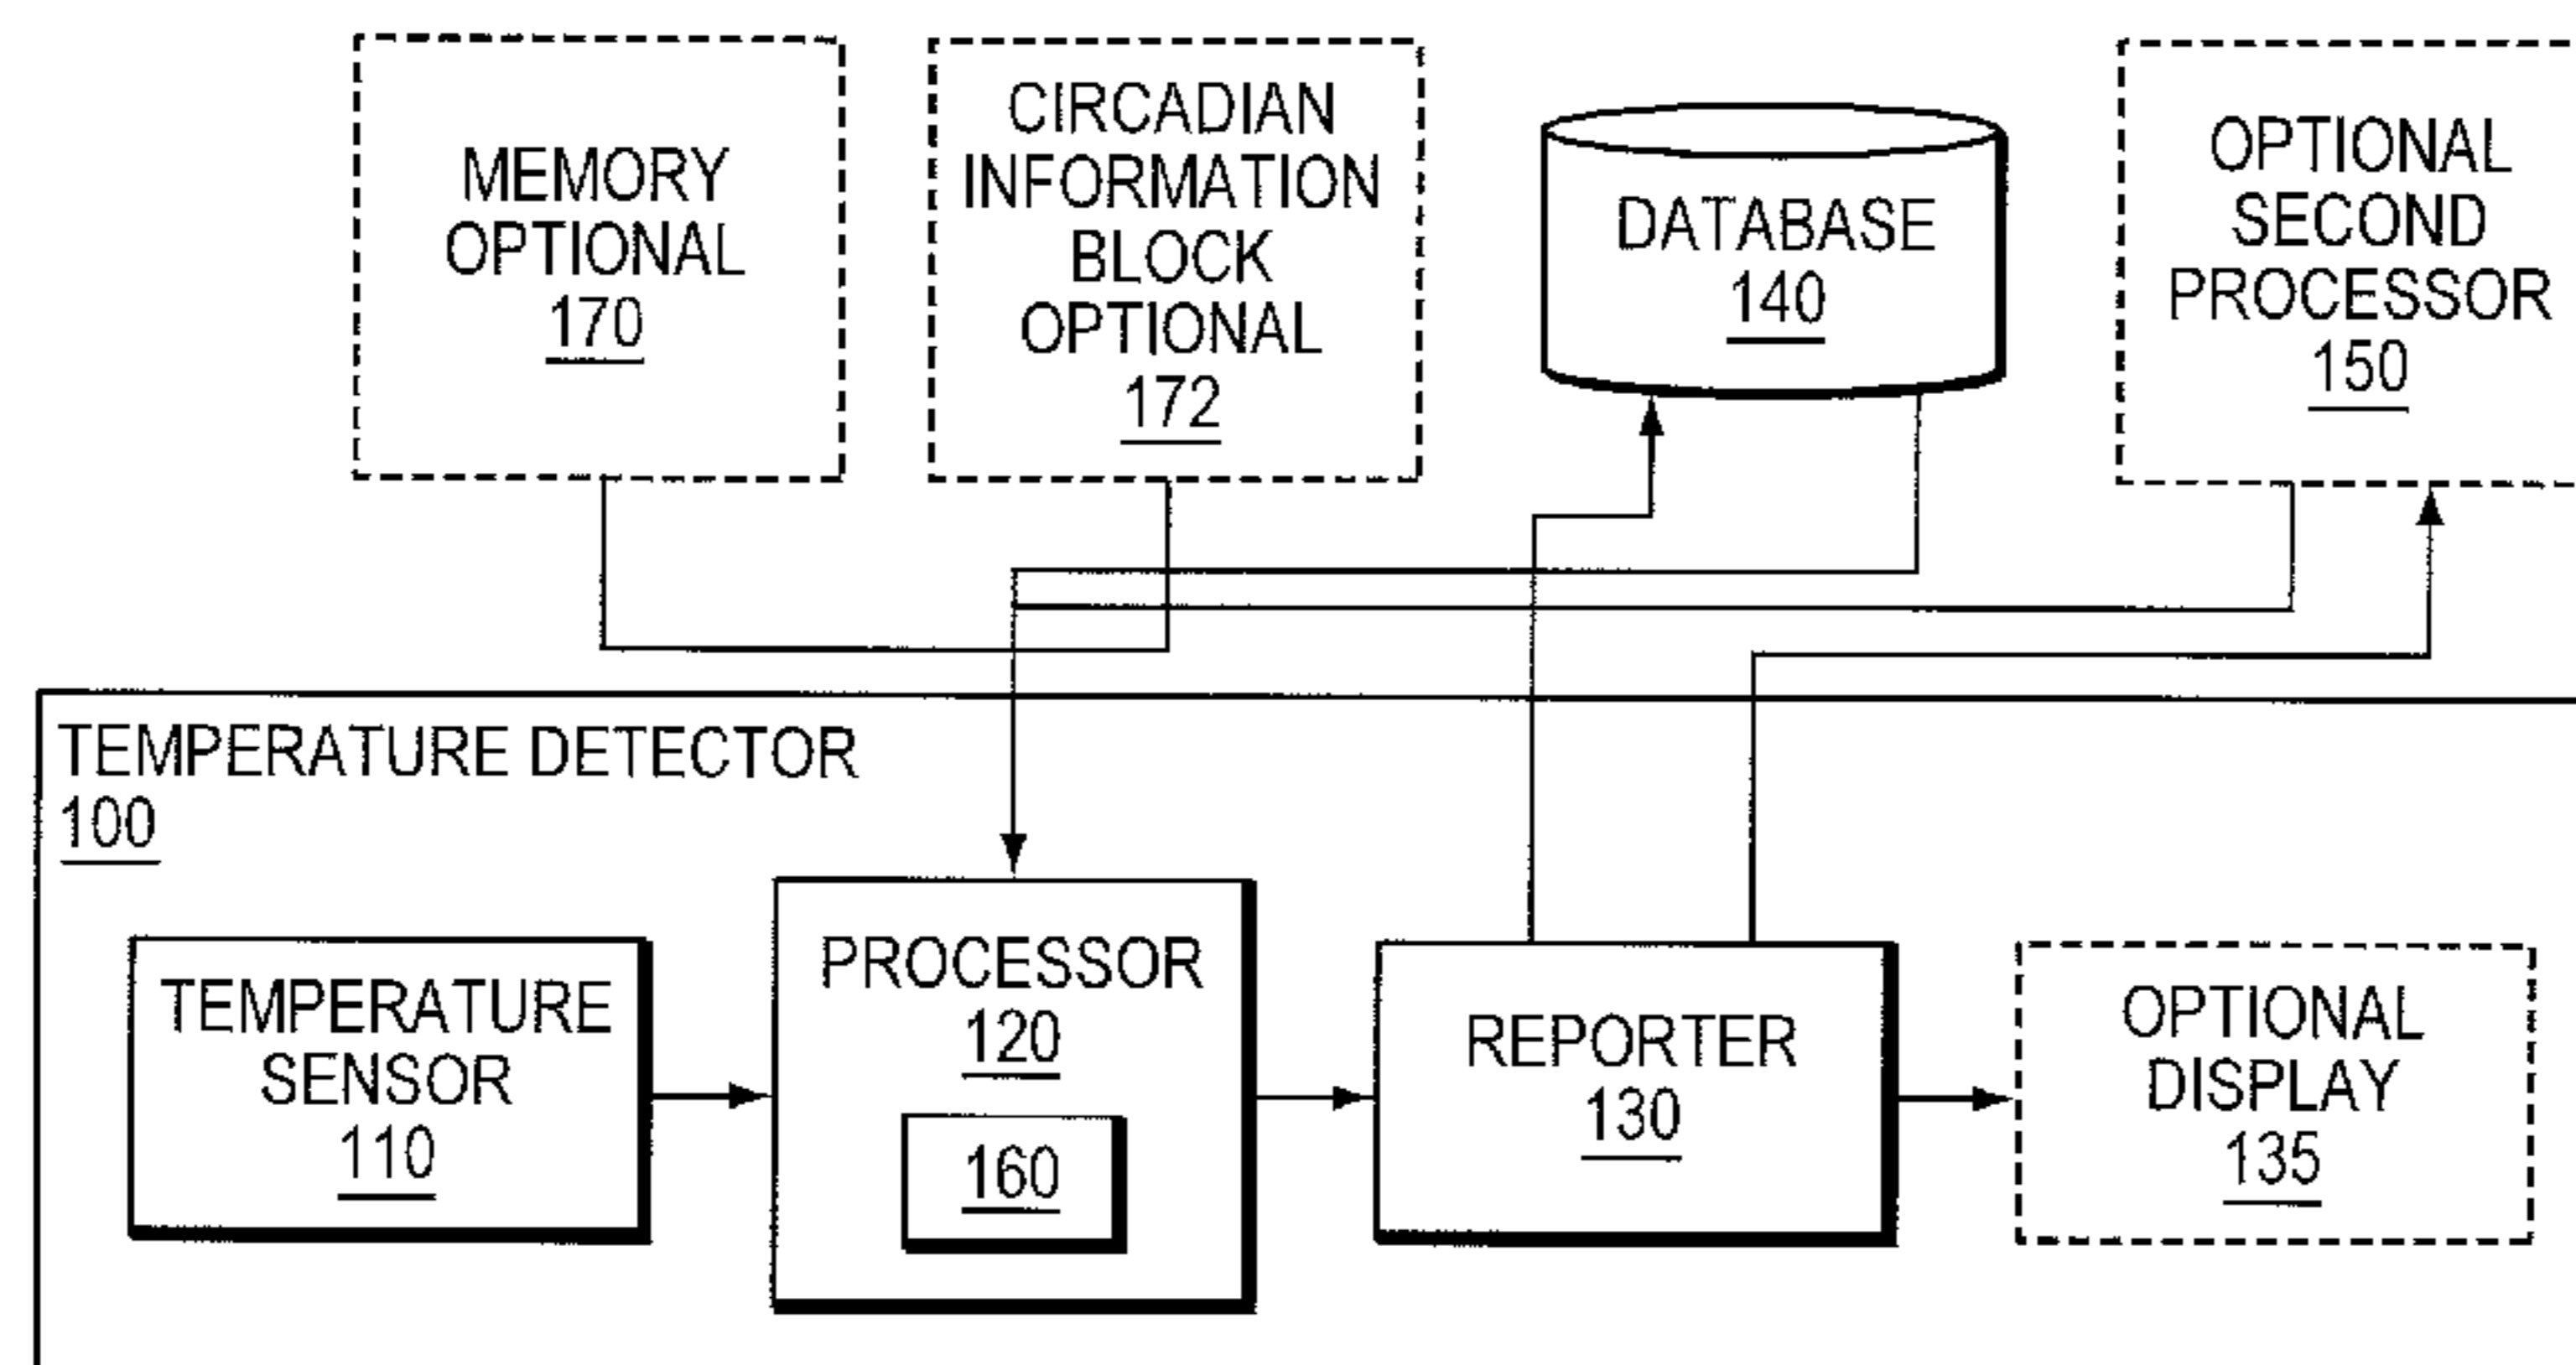 MEMORY
OPTIONAL
170
CIRCADIAN
INFORMATION
BLOCK
OPTIONAL
172
DATABASE
140
OPTIONAL
SECOND
PROCESSOR
150
TEMPERATURE DETECTOR
100
TEMPERATURE
SENSOR
110
PROCESSOR
120
160
REPORTER
130
OPTIONAL
DISPLAY
135